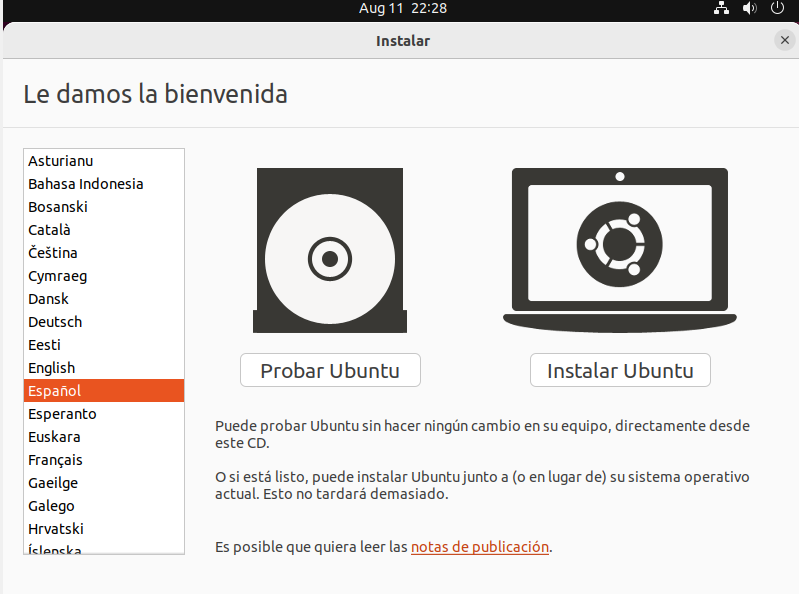 Aug 11 22:28
Instalar
Le damos la bienvenida
Asturianu
Bahasa Indonesia
Bosanski
Català
Čeština
Cymraeg
Dansk
Deutsch
Eesti
English
Español
Esperanto
Euskara
Français
Gaeilge
Galego
Hrvatski
Íslenska
Probar Ubuntu
Instalar Ubuntu
Puede probar Ubuntu sin hacer ningún cambio en su equipo, directamente desde
este CD.
O si está listo, puede instalar Ubuntu junto a (o en lugar de) su sistema operativo
actual. Esto no tardará demasiado.
Es posible que quiera leer las notas de publicación.